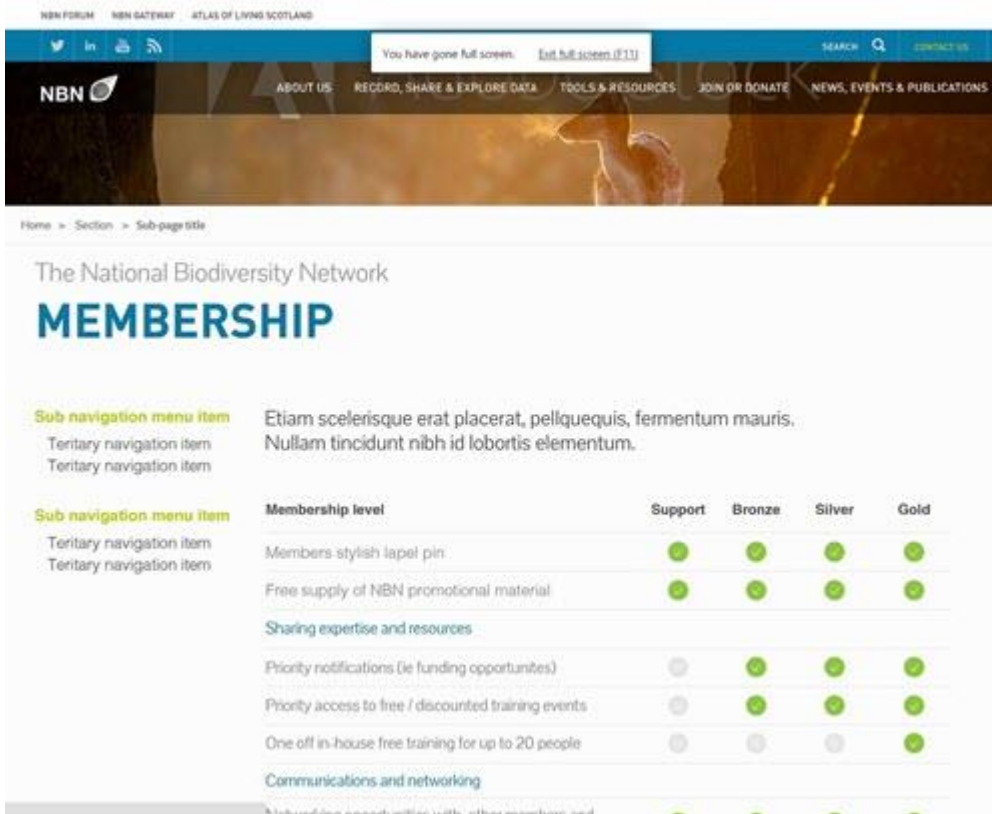 NBN FORUM NBN GATEWAY ATLAS OF LIVING SCOTLAND
You have gone full screen. Exit full screen (F11)
SEARCH CONTACT US
NBN
ABOUT US RECORD, SHARE & EXPLORE DATA TOOLS & RESOURCES JOIN OR DONATE NEWS, EVENTS & PUBLICATIONS
Home > Section > Sub-page title
The National Biodiversity Network
MEMBERSHIP
Sub navigation menu item
Teritary navigation item
Teritary navigation item
Sub navigation menu item
Teritary navigation item
Teritary navigation item
Etiam scelerisque erat placerat, pellquequis, fermentum mauris.
Nullam tincidunt nibh id lobortis elementum.
Membership level Support Bronze Silver Gold
Members stylish lapel pin
Free supply of NBN promotional material
Sharing expertise and resources
Priority notifications (ie funding opportunites)
Priority access to free / discounted training events
One off in-house free training for up to 20 people
Communications and networking
Networking opportunities with other members and